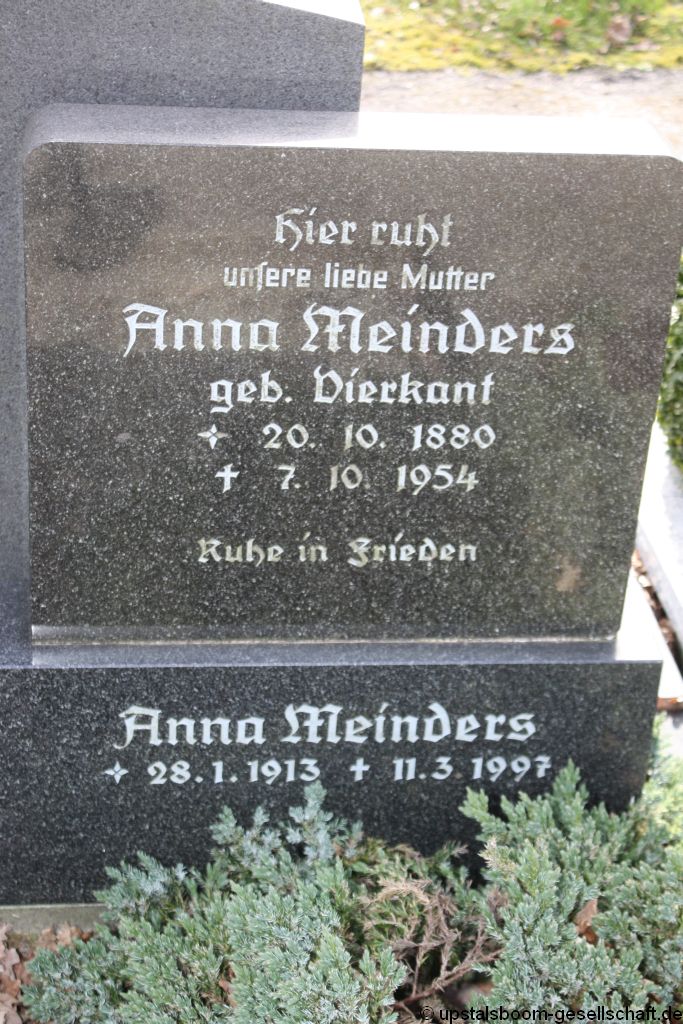 Hier ruht
unsere liebe Mutter
Anna Meinders
geb. Vierkant
✧ 20. 10. 1880
✝ 7. 10. 1954
Ruhe in Frieden
Anna Meinders
✧ 28. 1. 1913 ✝ 11. 3. 1997
© upstalsboom-gesellschaft.de